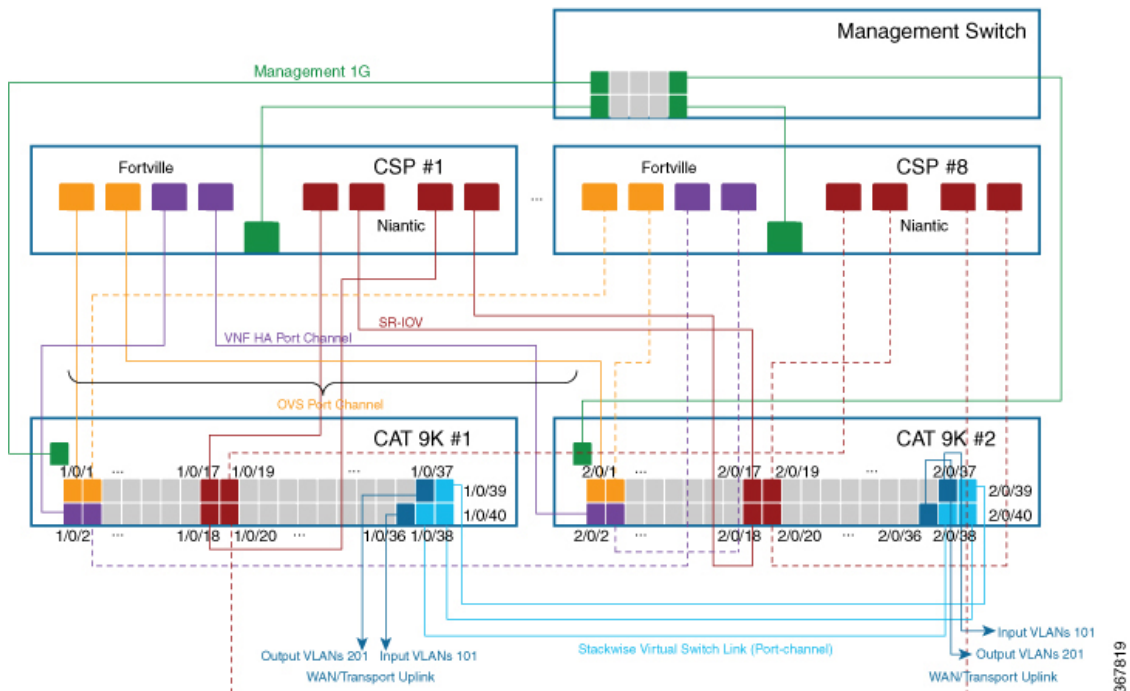 Management Switch
Management 1G
Fortville
CSP #1
Niantic
...
Fortville
CSP #8
Niantic
SR-IOV
VNF HA Port Channel
OVS Port Channel
CAT 9K #1
1/0/1 ... 1/0/17 1/0/19 ... 1/0/37
1/0/39
1/0/40
1/0/2 ... 1/0/18 1/0/20 ... 1/0/36 1/0/38
CAT 9K #2
2/0/1 ... 2/0/17 2/0/19 ... 2/0/37
2/0/39
2/0/40
2/0/2 ... 2/0/18 2/0/20 ... 2/0/36 2/0/38
Output VLANs 201 Input VLANs 101
WAN/Transport Uplink
Stackwise Virtual Switch Link (Port-channel)
Input VLANs 101
Output VLANs 201
WAN/Transport Uplink
367819